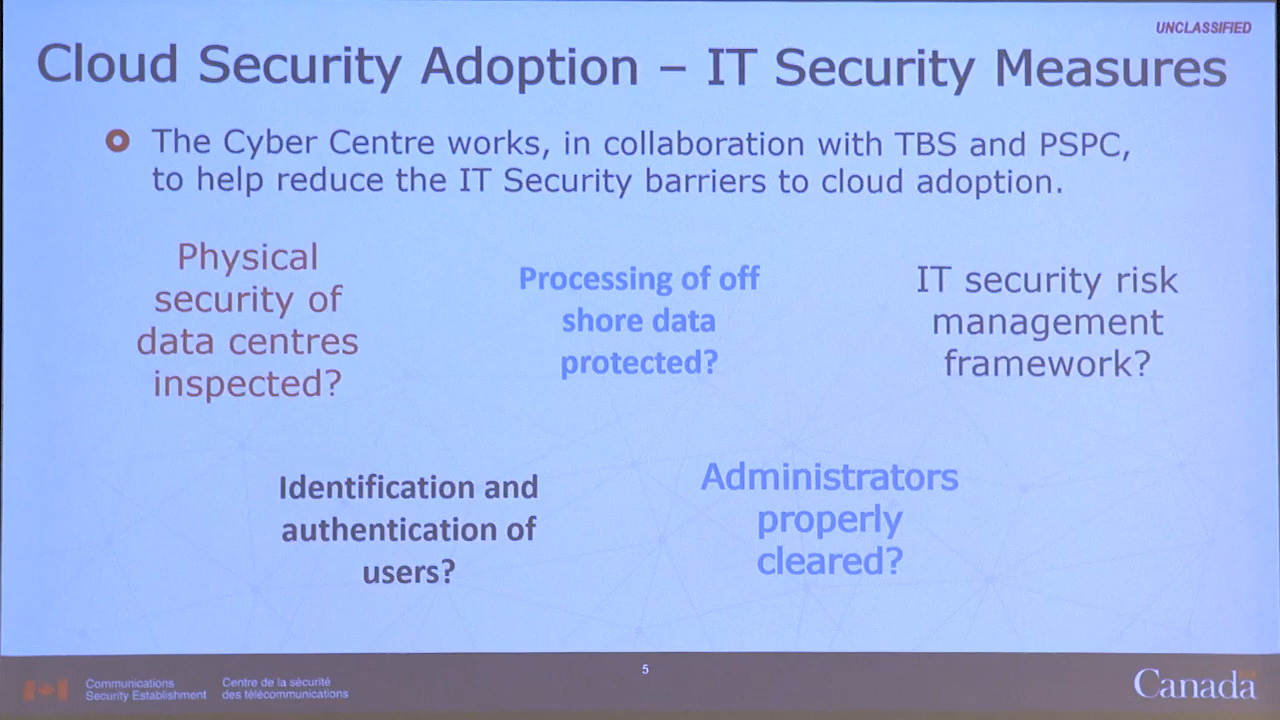 UNCLASSIFIED
Cloud Security Adoption – IT Security Measures
The Cyber Centre works, in collaboration with TBS and PSPC,
to help reduce the IT Security barriers to cloud adoption.
Physical
security of
data centres
inspected?
Processing of off
shore data
protected?
IT security risk
management
framework?
Identification and
authentication of
users?
Administrators
properly
cleared?
Communications
Security Establishment
Centre de la sécurité
des télécommunications
5
Canada